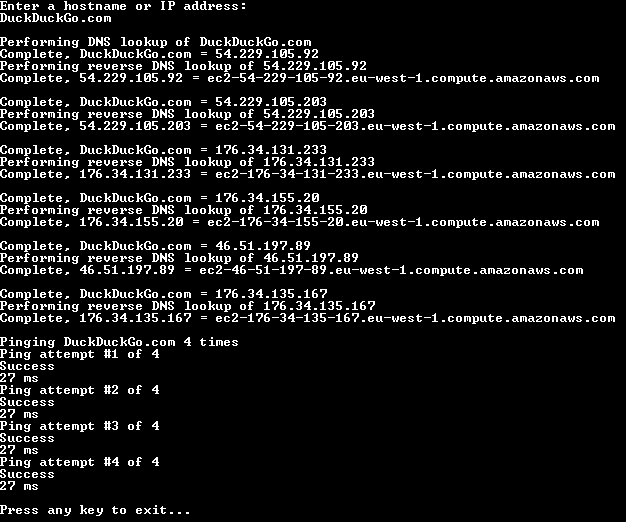 Enter a hostname or IP address:
DuckDuckGo.com
Performing DNS lookup of DuckDuckGo.com
Complete, DuckDuckGo.com = 54.229.105.92
Performing reverse DNS lookup of 54.229.105.92
Complete, 54.229.105.92 = ec2-54-229-105-92.eu-west-1.compute.amazonaws.com
Complete, DuckDuckGo.com = 54.229.105.203
Performing reverse DNS lookup of 54.229.105.203
Complete, 54.229.105.203 = ec2-54-229-105-203.eu-west-1.compute.amazonaws.com
Complete, DuckDuckGo.com = 176.34.131.233
Performing reverse DNS lookup of 176.34.131.233
Complete, 176.34.131.233 = ec2-176-34-131-233.eu-west-1.compute.amazonaws.com
Complete, DuckDuckGo.com = 176.34.155.20
Performing reverse DNS lookup of 176.34.155.20
Complete, 176.34.155.20 = ec2-176-34-155-20.eu-west-1.compute.amazonaws.com
Complete, DuckDuckGo.com = 46.51.197.89
Performing reverse DNS lookup of 46.51.197.89
Complete, 46.51.197.89 = ec2-46-51-197-89.eu-west-1.compute.amazonaws.com
Complete, DuckDuckGo.com = 176.34.135.167
Performing reverse DNS lookup of 176.34.135.167
Complete, 176.34.135.167 = ec2-176-34-135-167.eu-west-1.compute.amazonaws.com
Pinging DuckDuckGo.com 4 times
Ping attempt #1 of 4
Success
27 ms
Ping attempt #2 of 4
Success
27 ms
Ping attempt #3 of 4
Success
27 ms
Ping attempt #4 of 4
Success
27 ms
Press any key to exit...